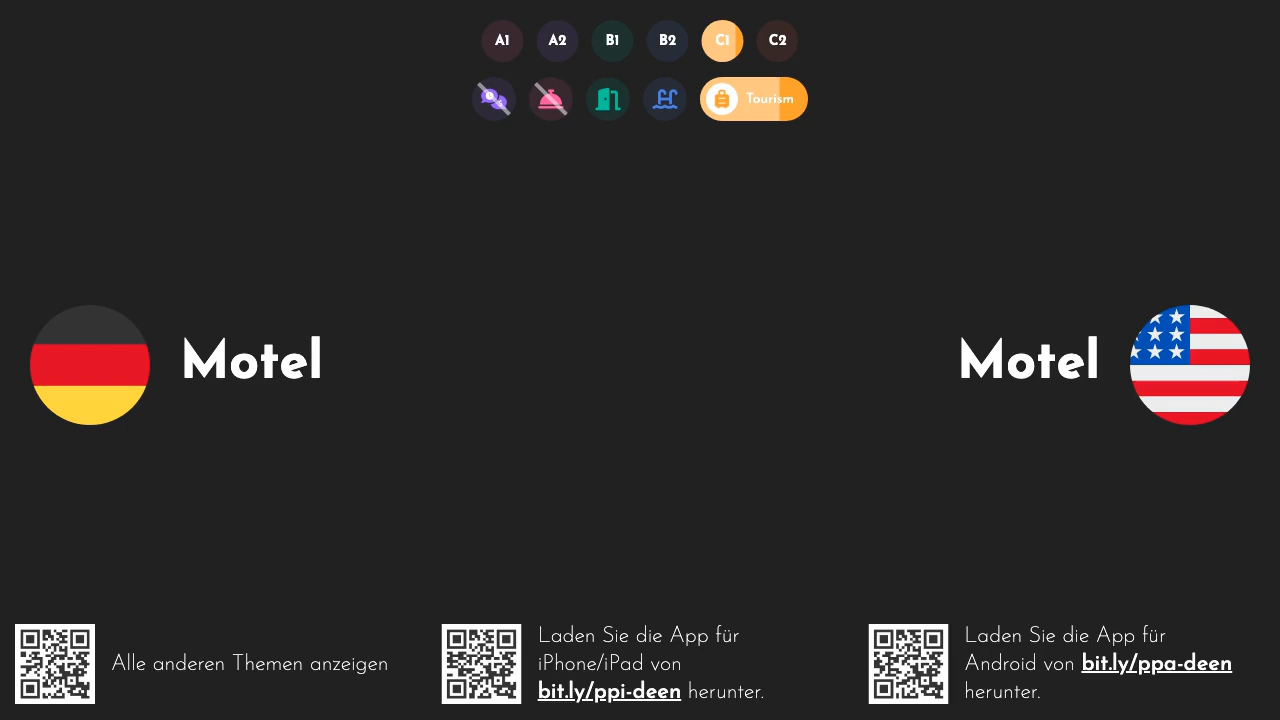 A1 A2 B1 B2 C1 C2
Tourism
Motel
Motel
Alle anderen Themen anzeigen
Laden Sie die App für
iPhone/iPad von
bit.ly/ppi-deen herunter.
Laden Sie die App für
Android von bit.ly/ppa-deen
herunter.